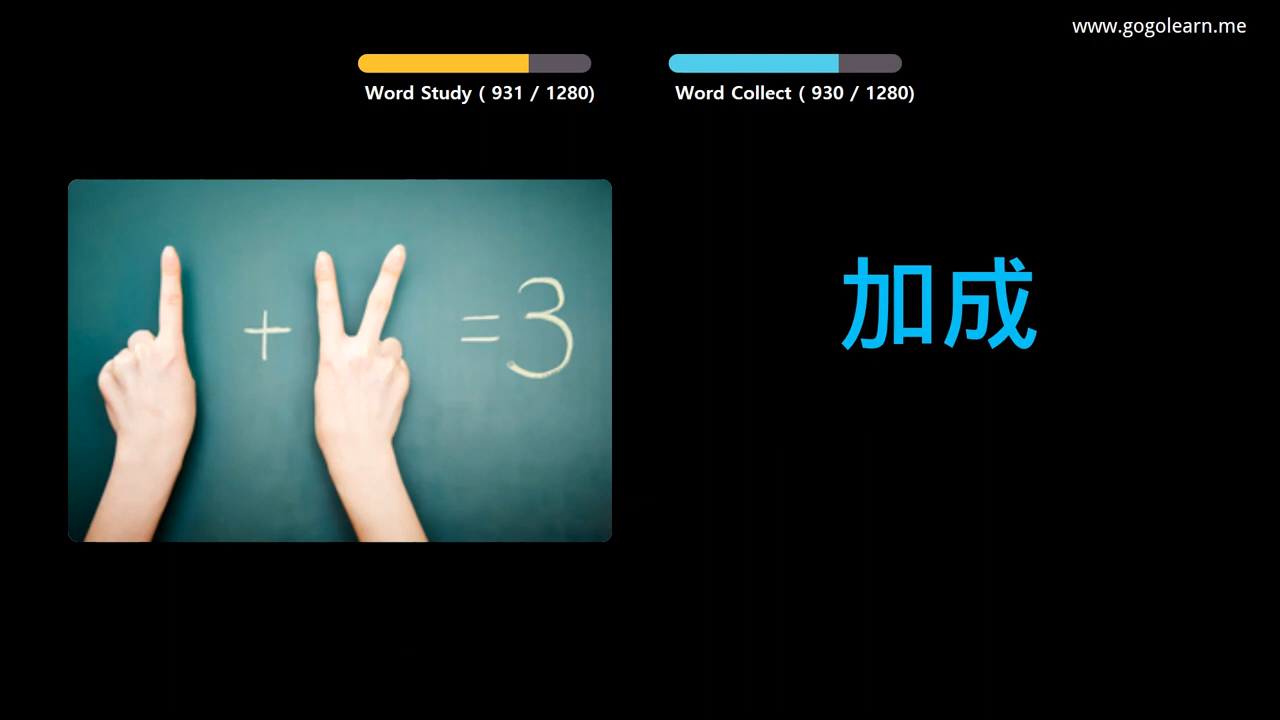 www.gogolearn.me
Word Study ( 931 / 1280)
Word Collect ( 930 / 1280)
+ = 3
加成